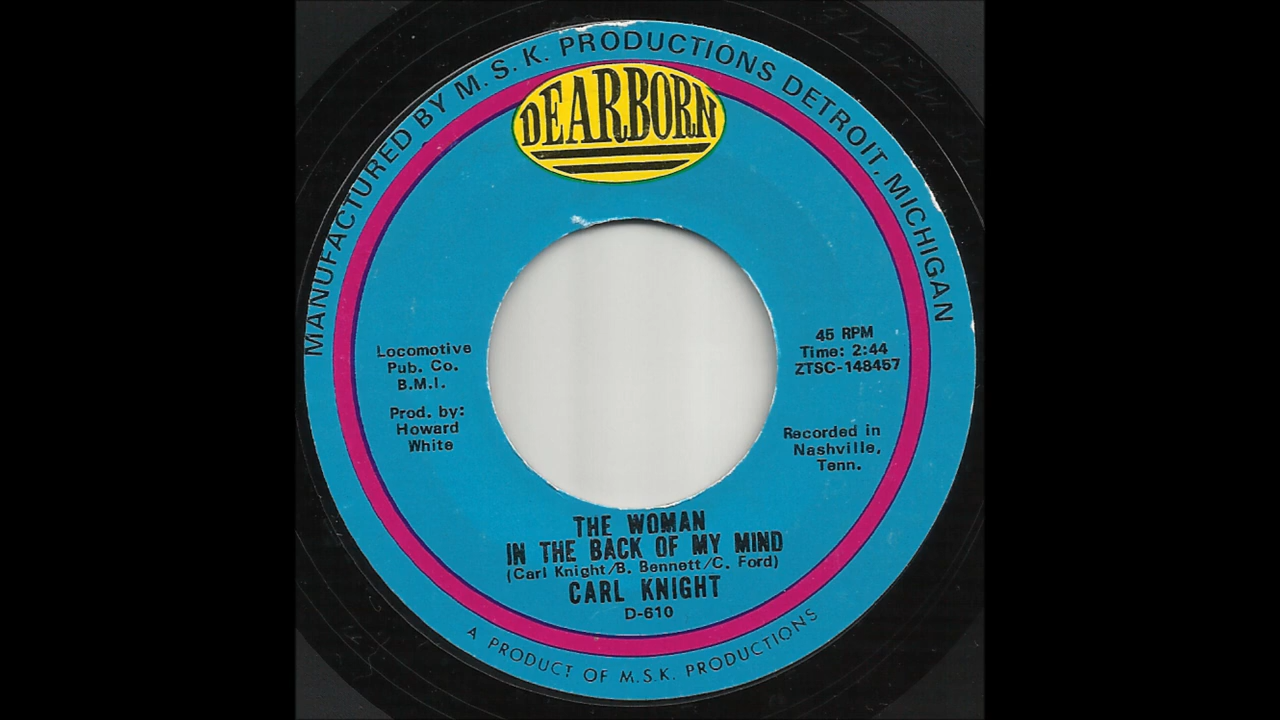 MANUFACTURED BY M. S. K. PRODUCTIONS DETROIT, MICHIGAN
DEARBORN
Locomotive
Pub. Co.
B.M.I.
Prod. by:
Howard
White
45 RPM
Time: 2:44
ZTSC-148457
Recorded in
Nashville,
Tenn.
THE WOMAN
IN THE BACK OF MY MIND
(Carl Knight/B. Bennett/C. Ford)
CARL KNIGHT
D-610
A PRODUCT OF M.S.K. PRODUCTIONS